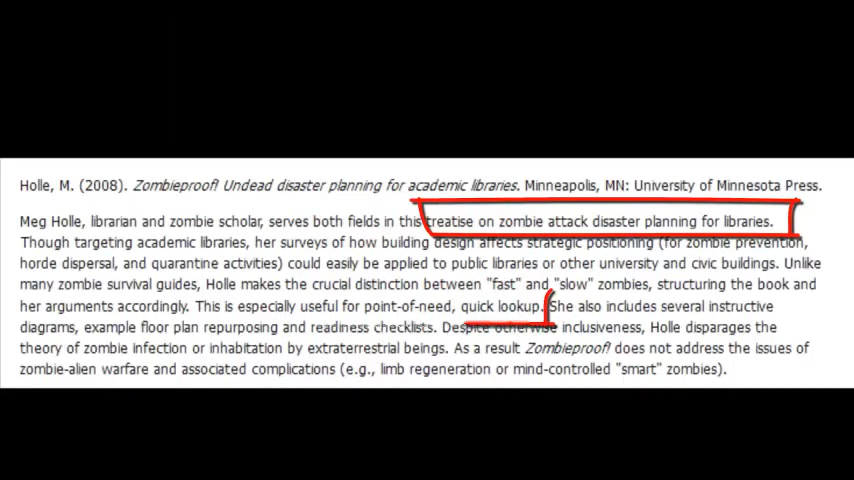 Holle, M. (2008). Zombieproof! Undead disaster planning for academic libraries. Minneapolis, MN: University of Minnesota Press.
Meg Holle, librarian and zombie scholar, serves both fields in this treatise on zombie attack disaster planning for libraries.
Though targeting academic libraries, her surveys of how building design affects strategic positioning (for zombie prevention,
horde dispersal, and quarantine activities) could easily be applied to public libraries or other university and civic buildings. Unlike
many zombie survival guides, Holle makes the crucial distinction between "fast" and "slow" zombies, structuring the book and
her arguments accordingly. This is especially useful for point-of-need, quick lookup. She also includes several instructive
diagrams, example floor plan repurposing and readiness checklists. Despite otherwise inclusiveness, Holle disparages the
theory of zombie infection or inhabitation by extraterrestrial beings. As a result Zombieproof! does not address the issues of
zombie-alien warfare and associated complications (e.g., limb regeneration or mind-controlled "smart" zombies).